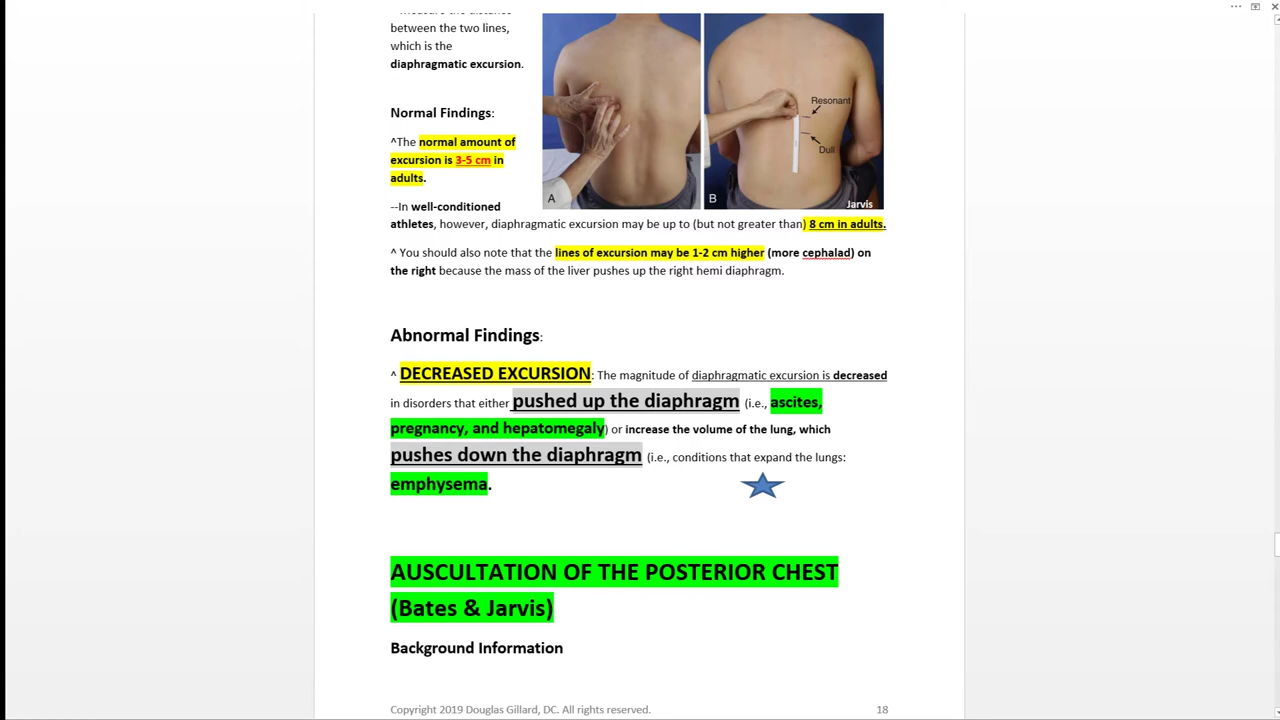 between the two lines,
which is the
diaphragmatic excursion.
Normal Findings:
^The normal amount of
excursion is 3-5 cm in
adults.
--In well-conditioned
athletes, however, diaphragmatic excursion may be up to (but not greater than) 8 cm in adults.
^ You should also note that the lines of excursion may be 1-2 cm higher (more cephalad) on
the right because the mass of the liver pushes up the right hemi diaphragm.
A
B
Resonant
Dull
Jarvis
Abnormal Findings:
^ DECREASED EXCURSION: The magnitude of diaphragmatic excursion is decreased
in disorders that either pushed up the diaphragm (i.e., ascites,
pregnancy, and hepatomegaly) or increase the volume of the lung, which
pushes down the diaphragm (i.e., conditions that expand the lungs:
emphysema.
AUSCULTATION OF THE POSTERIOR CHEST
(Bates & Jarvis)
Background Information
Copyright 2019 Douglas Gillard, DC. All rights reserved.
18